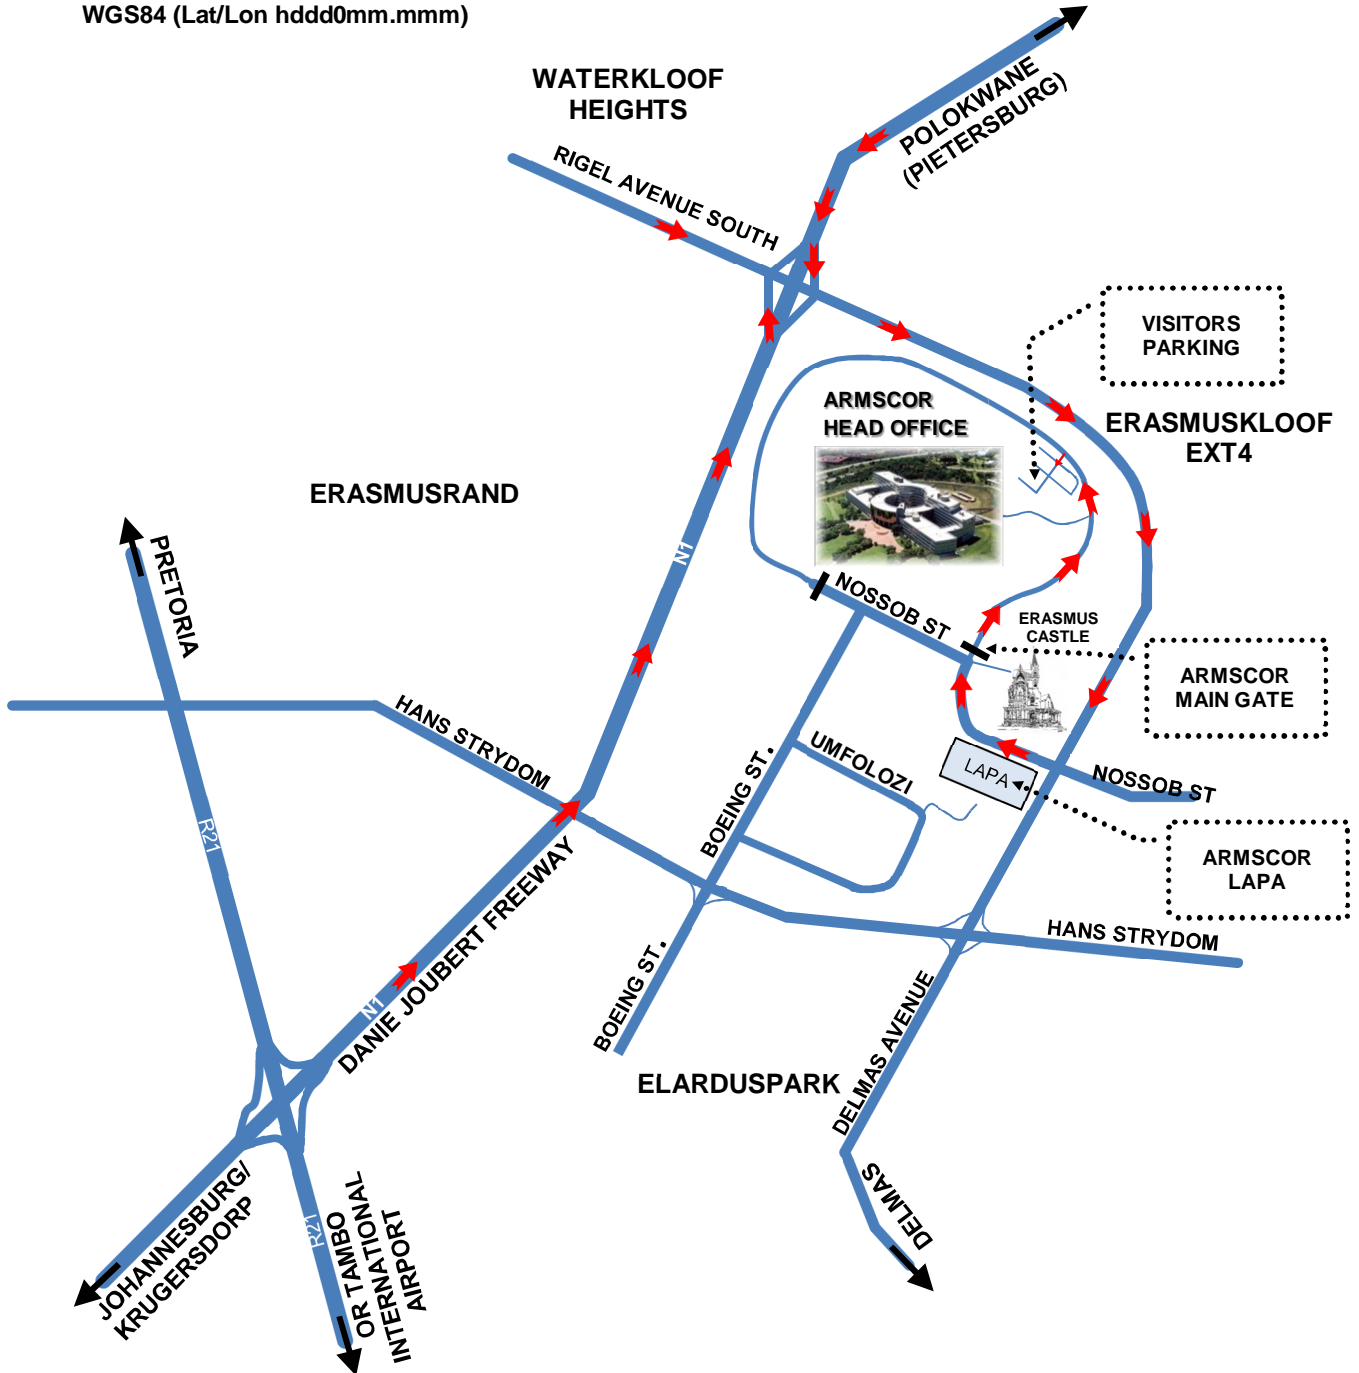 WGS84 (Lat/Lon hddd0mm.mmm)
WATERKLOOF
HEIGHTS
POLOKWANE
(PIETERSBURG)
RIGEL AVENUE SOUTH
VISITORS
PARKING
ARMSCOR
HEAD OFFICE
ERASMUSKLOOF
EXT4
ERASMUSRAND
N1
PRETORIA
NOSSOB ST
ERASMUS
CASTLE
ARMSCOR
MAIN GATE
HANS STRYDOM
BOEING ST.
UMFOLOZI
LAPA
NOSSOB ST
R21
ARMSCOR
LAPA
DANIE JOUBERT FREEWAY
N1
HANS STRYDOM
BOEING ST.
ELARDUSPARK
DELMAS AVENUE
DELMAS
JOHANNESBURG/
KRUGERSDORP
R21
OR TAMBO
INTERNATIONAL
AIRPORT